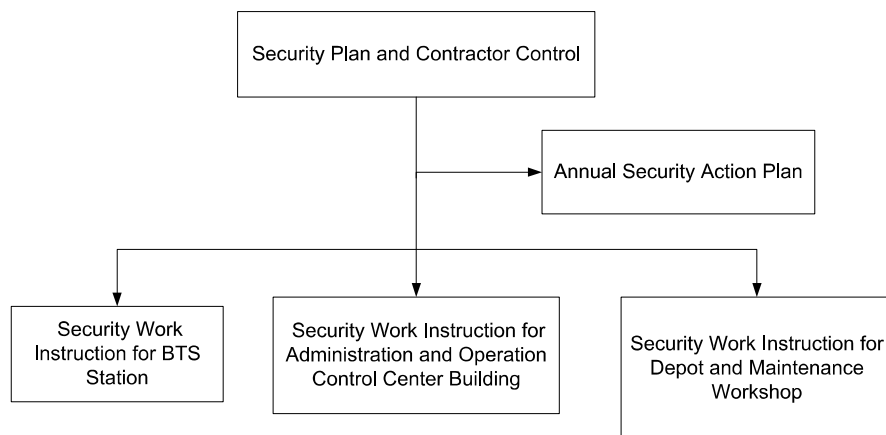 Security Plan and Contractor Control
Annual Security Action Plan
Security Work
Instruction for BTS
Station
Security Work Instruction for
Administration and Operation
Control Center Building
Security Work Instruction for
Depot and Maintenance
Workshop